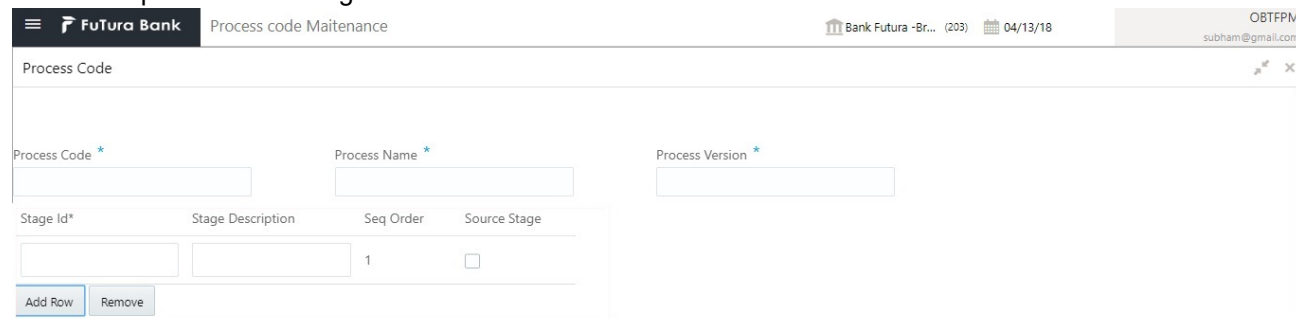 ≡ FuTura Bank Process code Maitenance Bank Futura -Br... (203) 04/13/18 OBTFPM
subham@gmail.com
Process Code
Process Code * Process Name * Process Version *
Stage Id* Stage Description Seq Order Source Stage
1
Add Row Remove